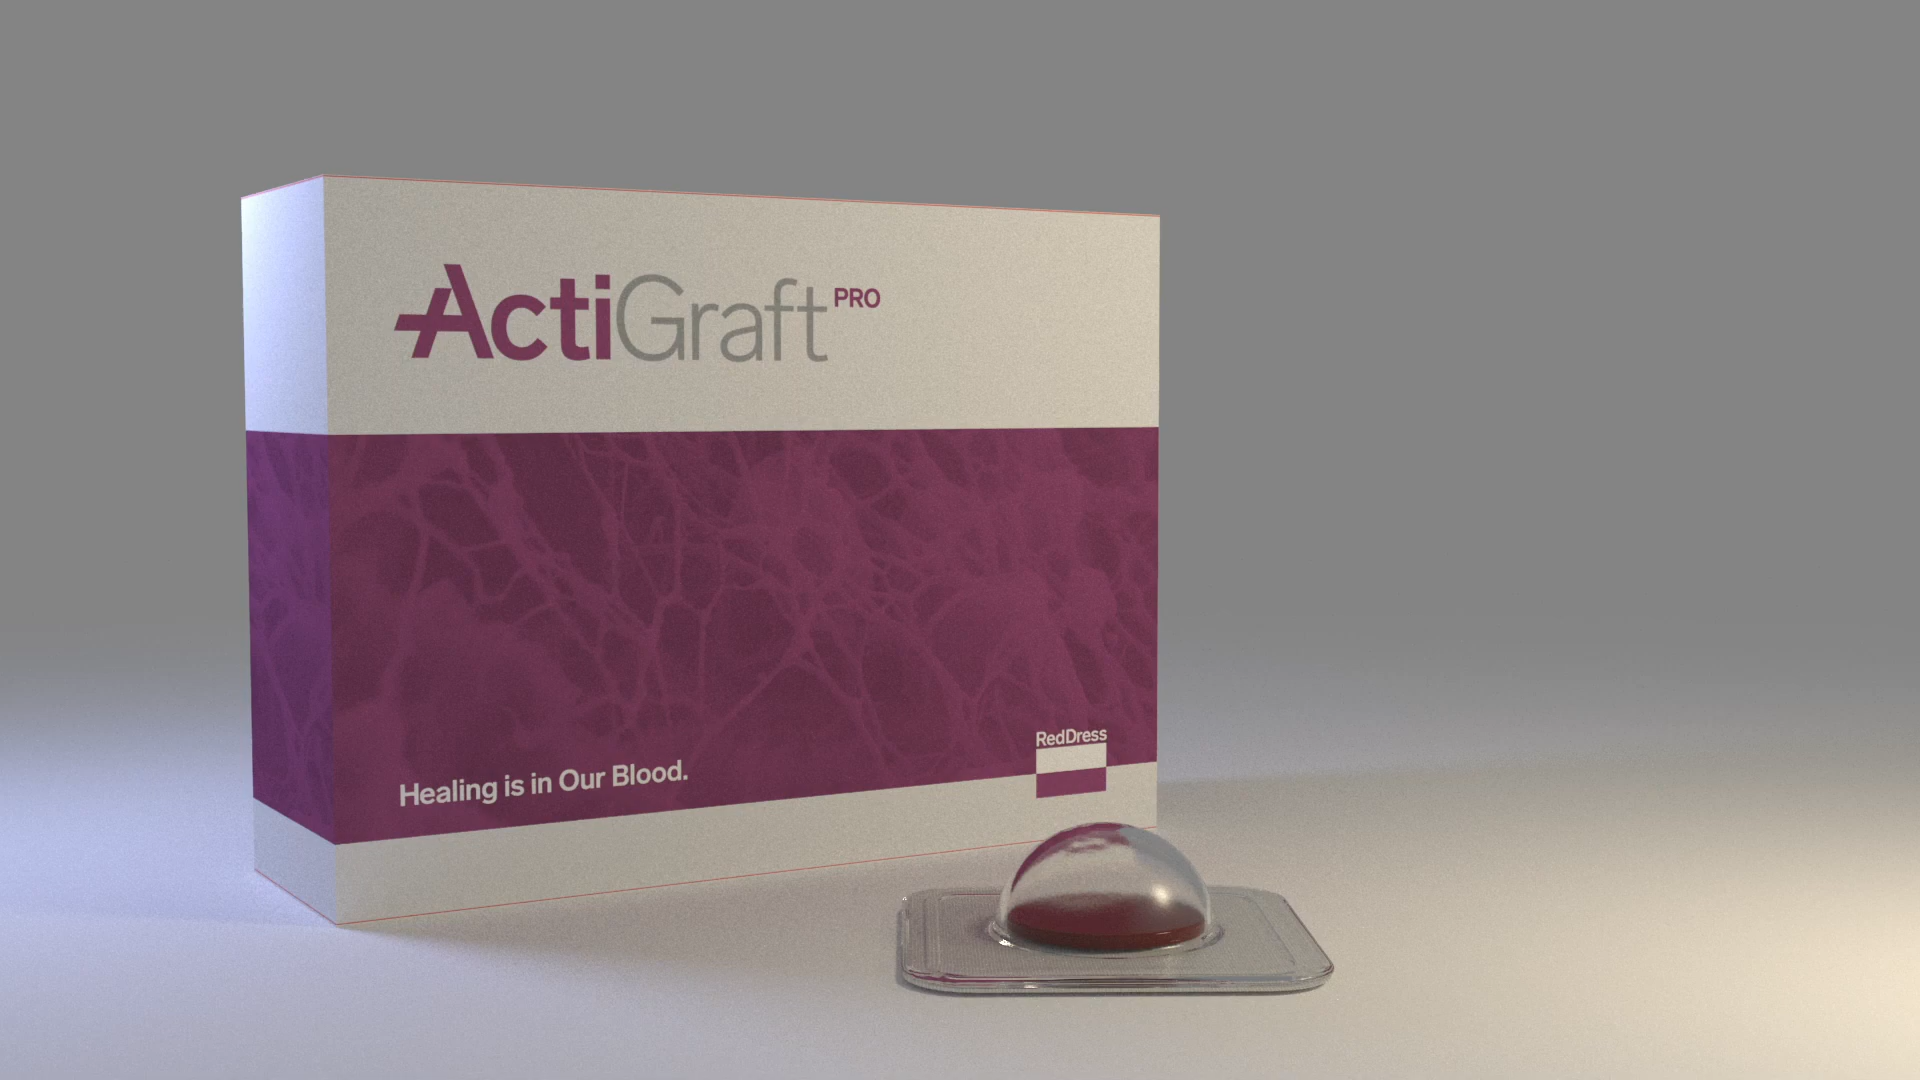 ActiGraft PRO
Healing is in Our Blood.
RedDress